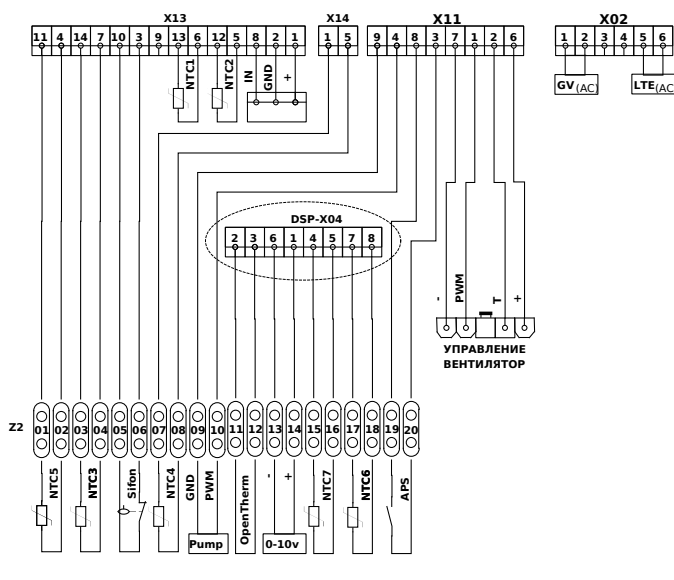 X13 X14 X11 X02
11 4 14 7 10 3 9 13 6 12 5 8 2 1 1 5 9 4 8 3 7 1 2 6 1 2 3 4 5 6
NTC1 NTC2 IN GND +
GV(AC) LTE(AC
DSP-X04
2 3 6 1 4 5 7 8
- PWM T +
УПРАВЛЕНИЕ
ВЕНТИЛЯТОР
Z2 01 02 03 04 05 06 07 08 09 10 11 12 13 14 15 16 17 18 19 20
NTC5 NTC3 Sifon NTC4 GND PWM OpenTherm - + NTC7 NTC6 APS
Pump 0-10v